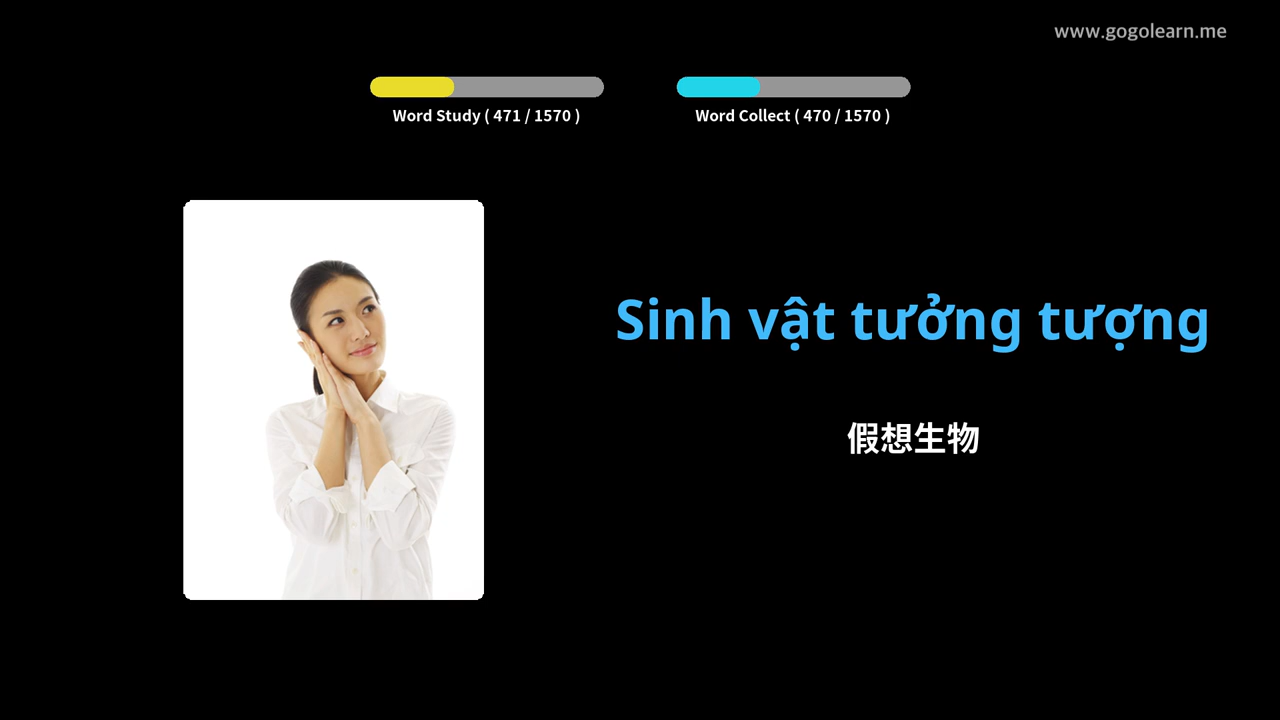 www.gogolearn.me
Word Study ( 471 / 1570 )
Word Collect ( 470 / 1570 )
Sinh vật tưởng tượng
假想生物